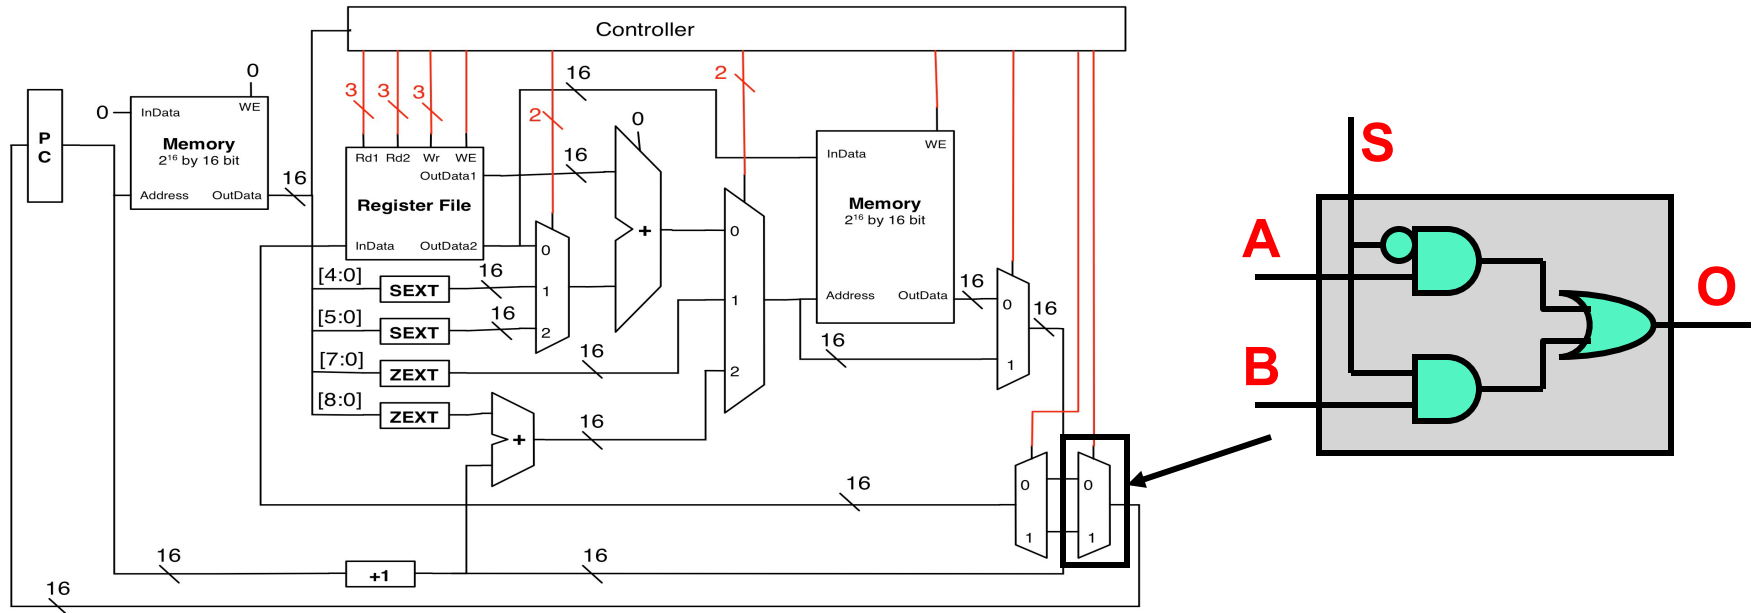 Controller
16
2
0
0
3
3
3
2
P
C
InData
WE
Memory
2¹⁶ by 16 bit
Address
OutData
16
Rd1
Rd2
Wr
WE
OutData1
Register File
InData
OutData2
16
0
+
0
1
2
[4:0]
SEXT
16
[5:0]
SEXT
16
[7:0]
ZEXT
16
[8:0]
ZEXT
+
16
0
1
2
WE
InData
Memory
2¹⁶ by 16 bit
Address
OutData
16
16
0
1
16
0
1
0
1
16
16
+1
16
16
S
A
B
O